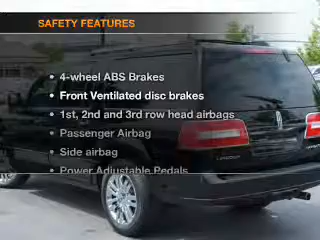 SAFETY FEATURES
4-wheel ABS Brakes
Front Ventilated disc brakes
1st, 2nd and 3rd row head airbags
Passenger Airbag
Side airbag
Power Adjustable Pedals